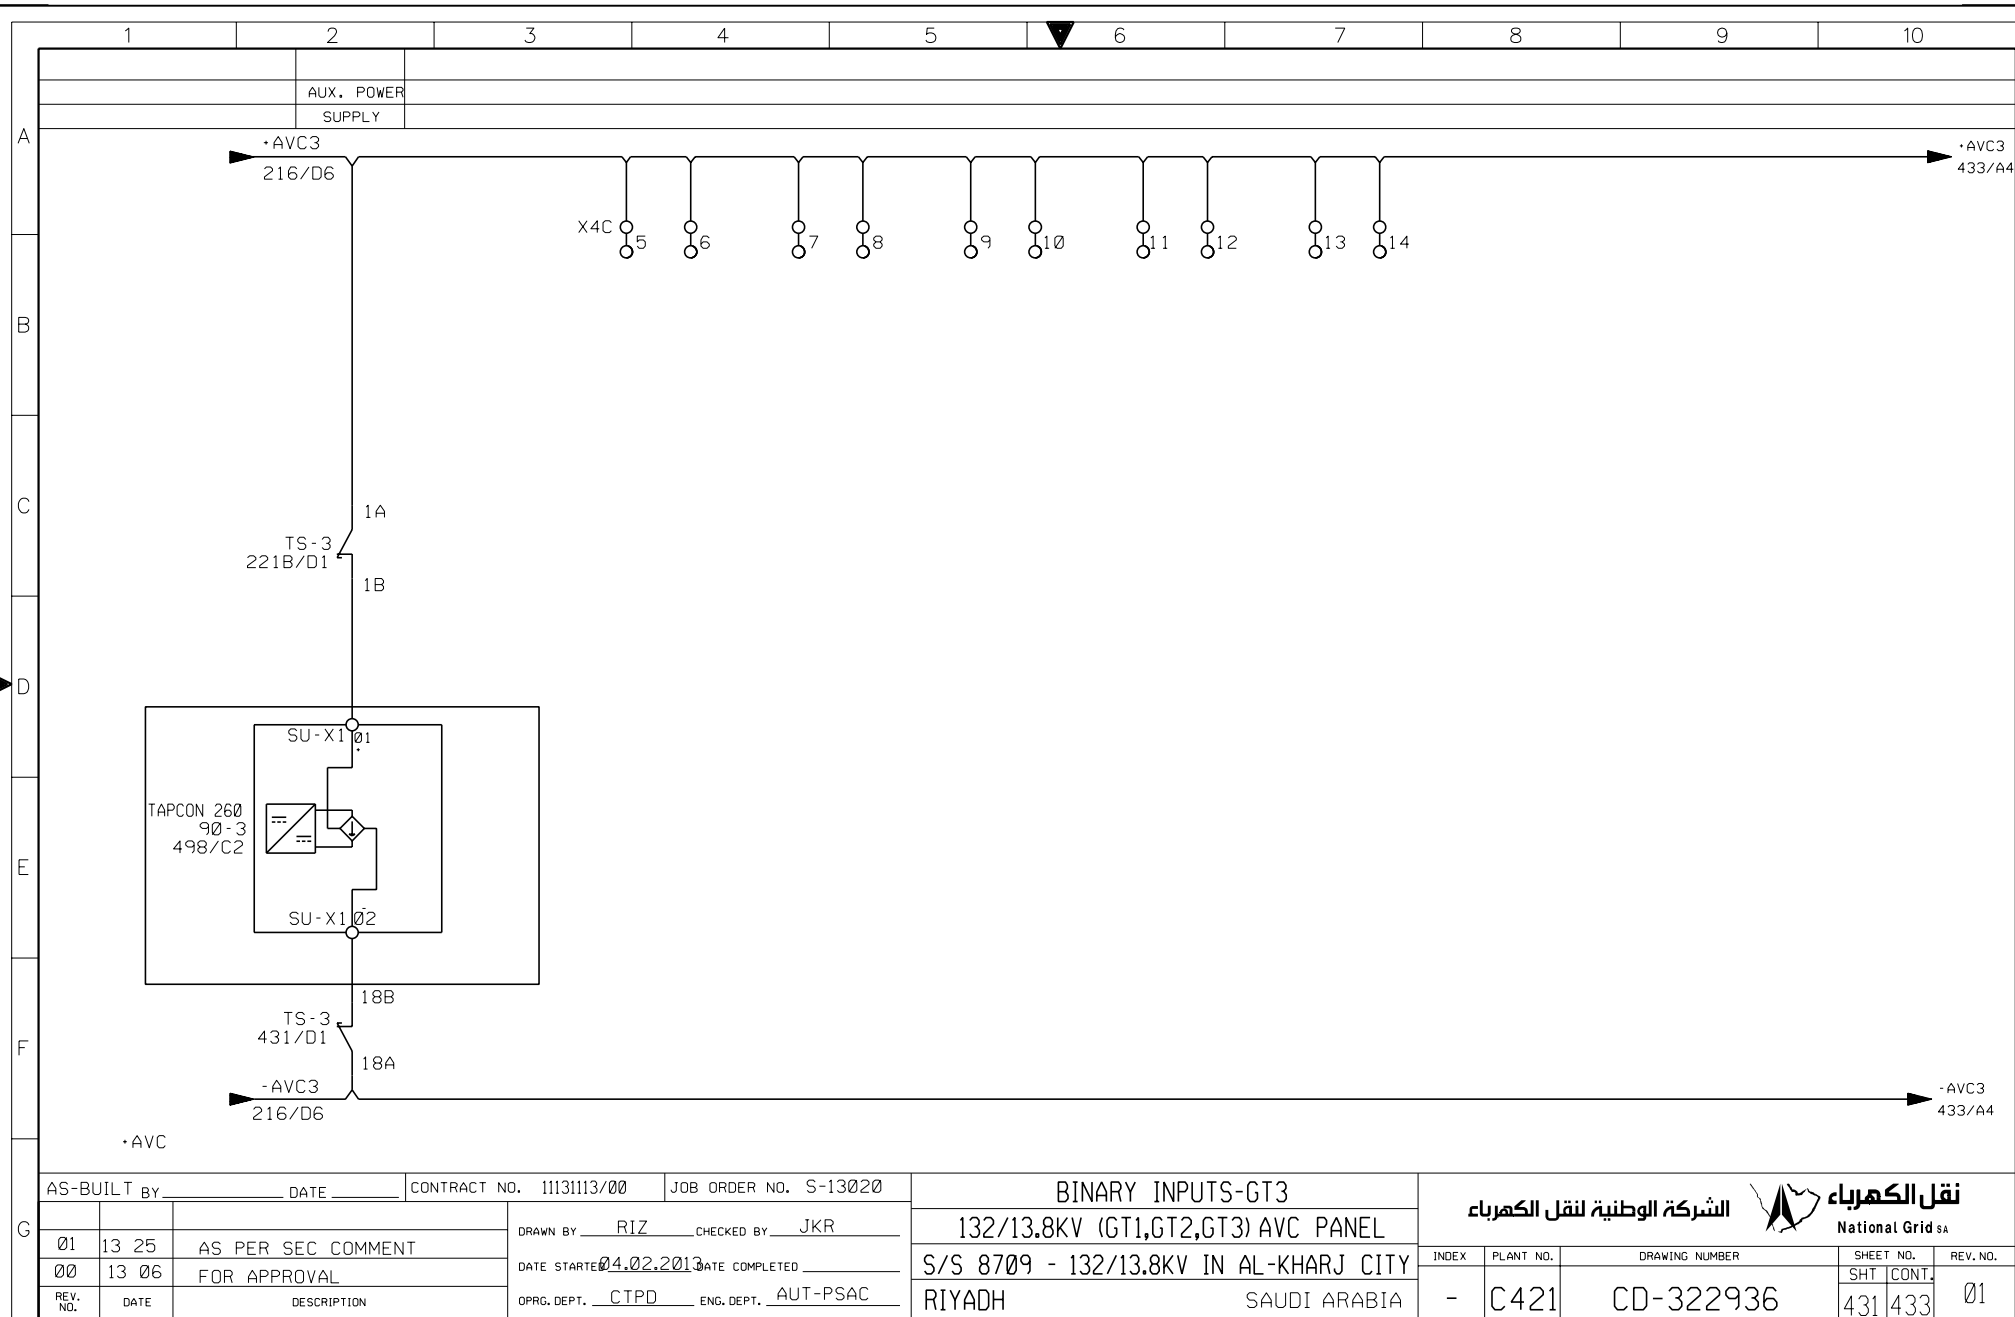 1 2 3 4 5 6 7 8 9 10
AUX. POWER
SUPPLY
A
+AVC3
216/D6
+AVC3
433/A4
X4C 5 6 7 8 9 10 11 12 13 14
B
C
1A
TS-3
221B/D1
1B
D
SU-X1 01
+
TAPCON 260
90-3
498/C2
E
-
SU-X1 02
18B
TS-3
431/D1
F
18A
-AVC3
216/D6
-AVC3
433/A4
+AVC
G
AS-BUILT BY DATE
CONTRACT NO. 11131113/00
JOB ORDER NO. S-13020
01 13 25 AS PER SEC COMMENT
00 13 06 FOR APPROVAL
REV. NO. DATE DESCRIPTION
DRAWN BY RIZ CHECKED BY JKR
DATE STARTED 04.02.2013 DATE COMPLETED
OPRG. DEPT. CTPD ENG. DEPT. AUT-PSAC
BINARY INPUTS-GT3
132/13.8KV (GT1,GT2,GT3) AVC PANEL
S/S 8709 - 132/13.8KV IN AL-KHARJ CITY
RIYADH SAUDI ARABIA
الشركة الوطنية لنقل الكهرباء
نقل الكهرباء
National Grid SA
INDEX PLANT NO. DRAWING NUMBER SHEET NO. REV. NO.
SHT CONT.
- C421 CD-322936 431 433 01